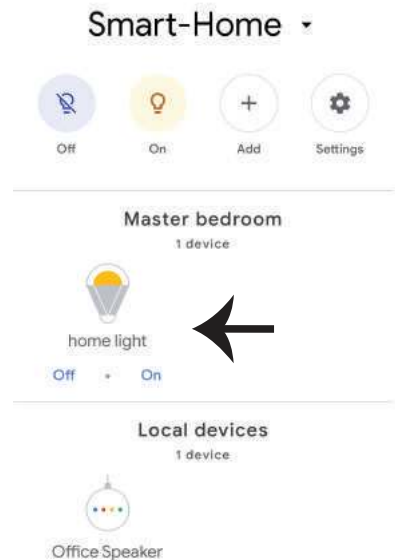 Smart-Home
Off On Add Settings
Master bedroom
1 device
home light
Off • On
Local devices
1 device
Office Speaker